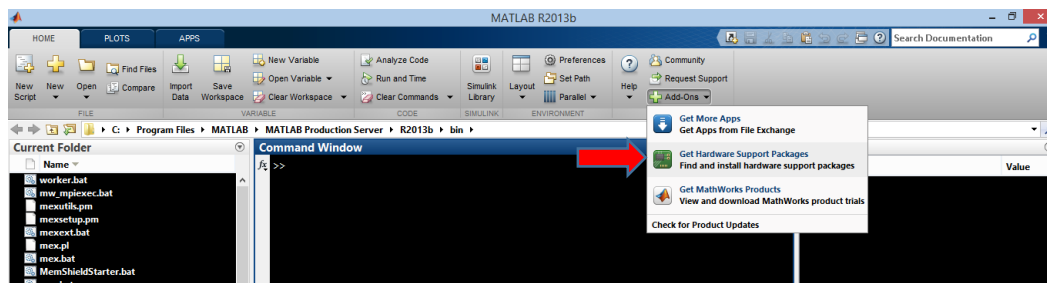 MATLAB R2013b
HOME PLOTS APPS
Search Documentation
New Script
New
Open
Find Files
Compare
FILE
Import Data
Save Workspace
New Variable
Open Variable
Clear Workspace
VARIABLE
Analyze Code
Run and Time
Clear Commands
CODE
Simulink Library
SIMULINK
Layout
Preferences
Set Path
Parallel
ENVIRONMENT
Help
Community
Request Support
Add-Ons
Get More Apps
Get Apps from File Exchange
Get Hardware Support Packages
Find and install hardware support packages
Get MathWorks Products
View and download MathWorks product trials
Check for Product Updates
C: Program Files MATLAB MATLAB Production Server R2013b bin
Current Folder
Name
worker.bat
mw_mpiexec.bat
mexutils.pm
mexsetup.pm
mexext.bat
mex.pl
mex.bat
MemShieldStarter.bat
Command Window
fx >>
Value